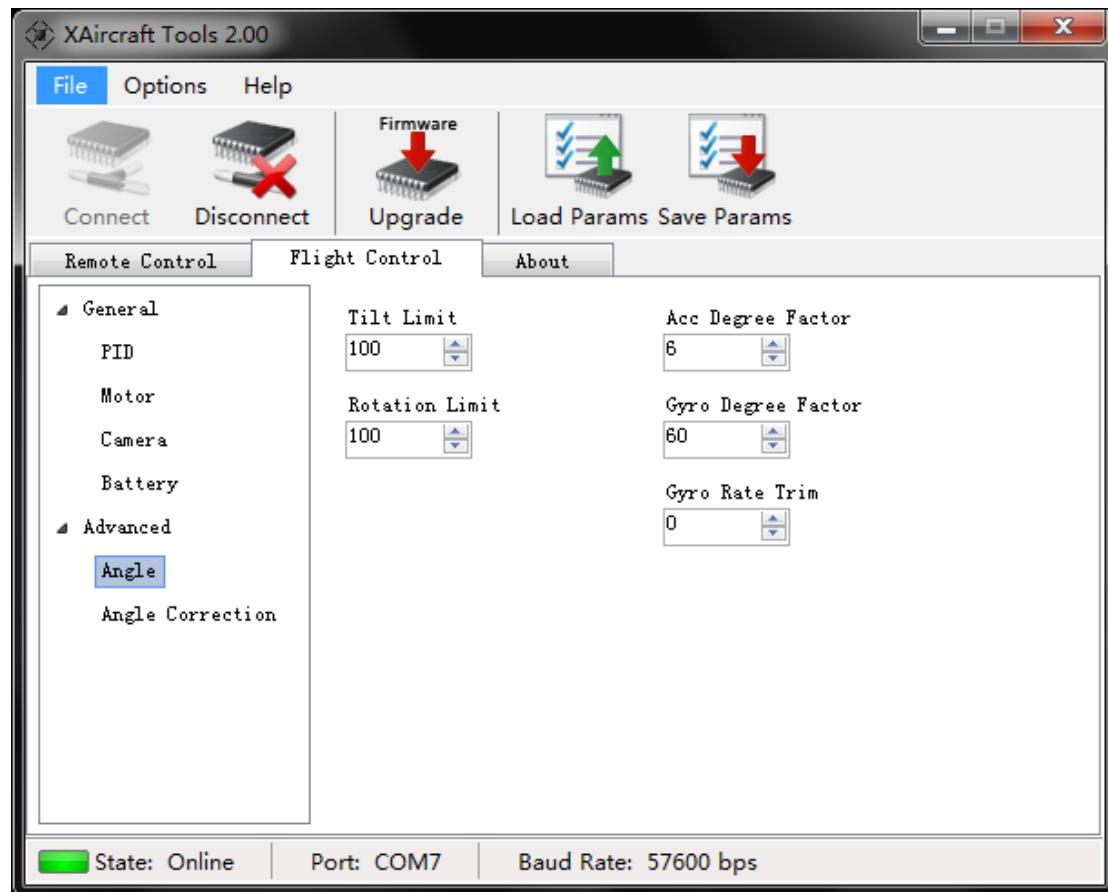 XAircraft Tools 2.00
File Options Help
Firmware
Connect Disconnect Upgrade Load Params Save Params
Remote Control Flight Control About
General
PID
Motor
Camera
Battery
Advanced
Angle
Angle Correction
Tilt Limit
100
Rotation Limit
100
Acc Degree Factor
6
Gyro Degree Factor
60
Gyro Rate Trim
0
State: Online Port: COM7 Baud Rate: 57600 bps